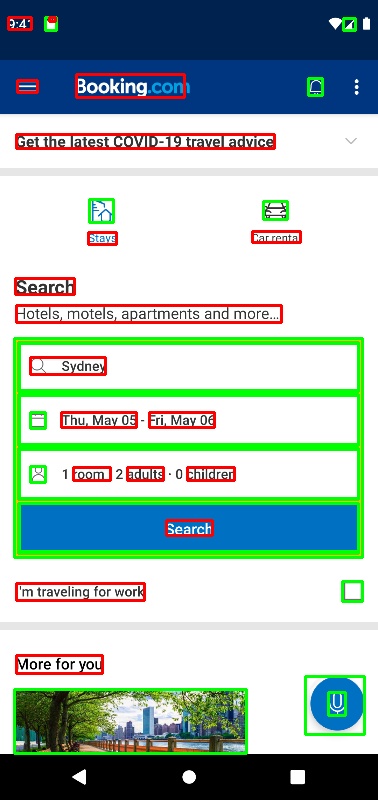 9:41
Booking.com
Get the latest COVID-19 travel advice
Stays
Car rental
Search
Hotels, motels, apartments and more...
Sydney
Thu, May 05 - Fri, May 06
1 room 2 adults · 0 children
Search
I'm traveling for work
More for you